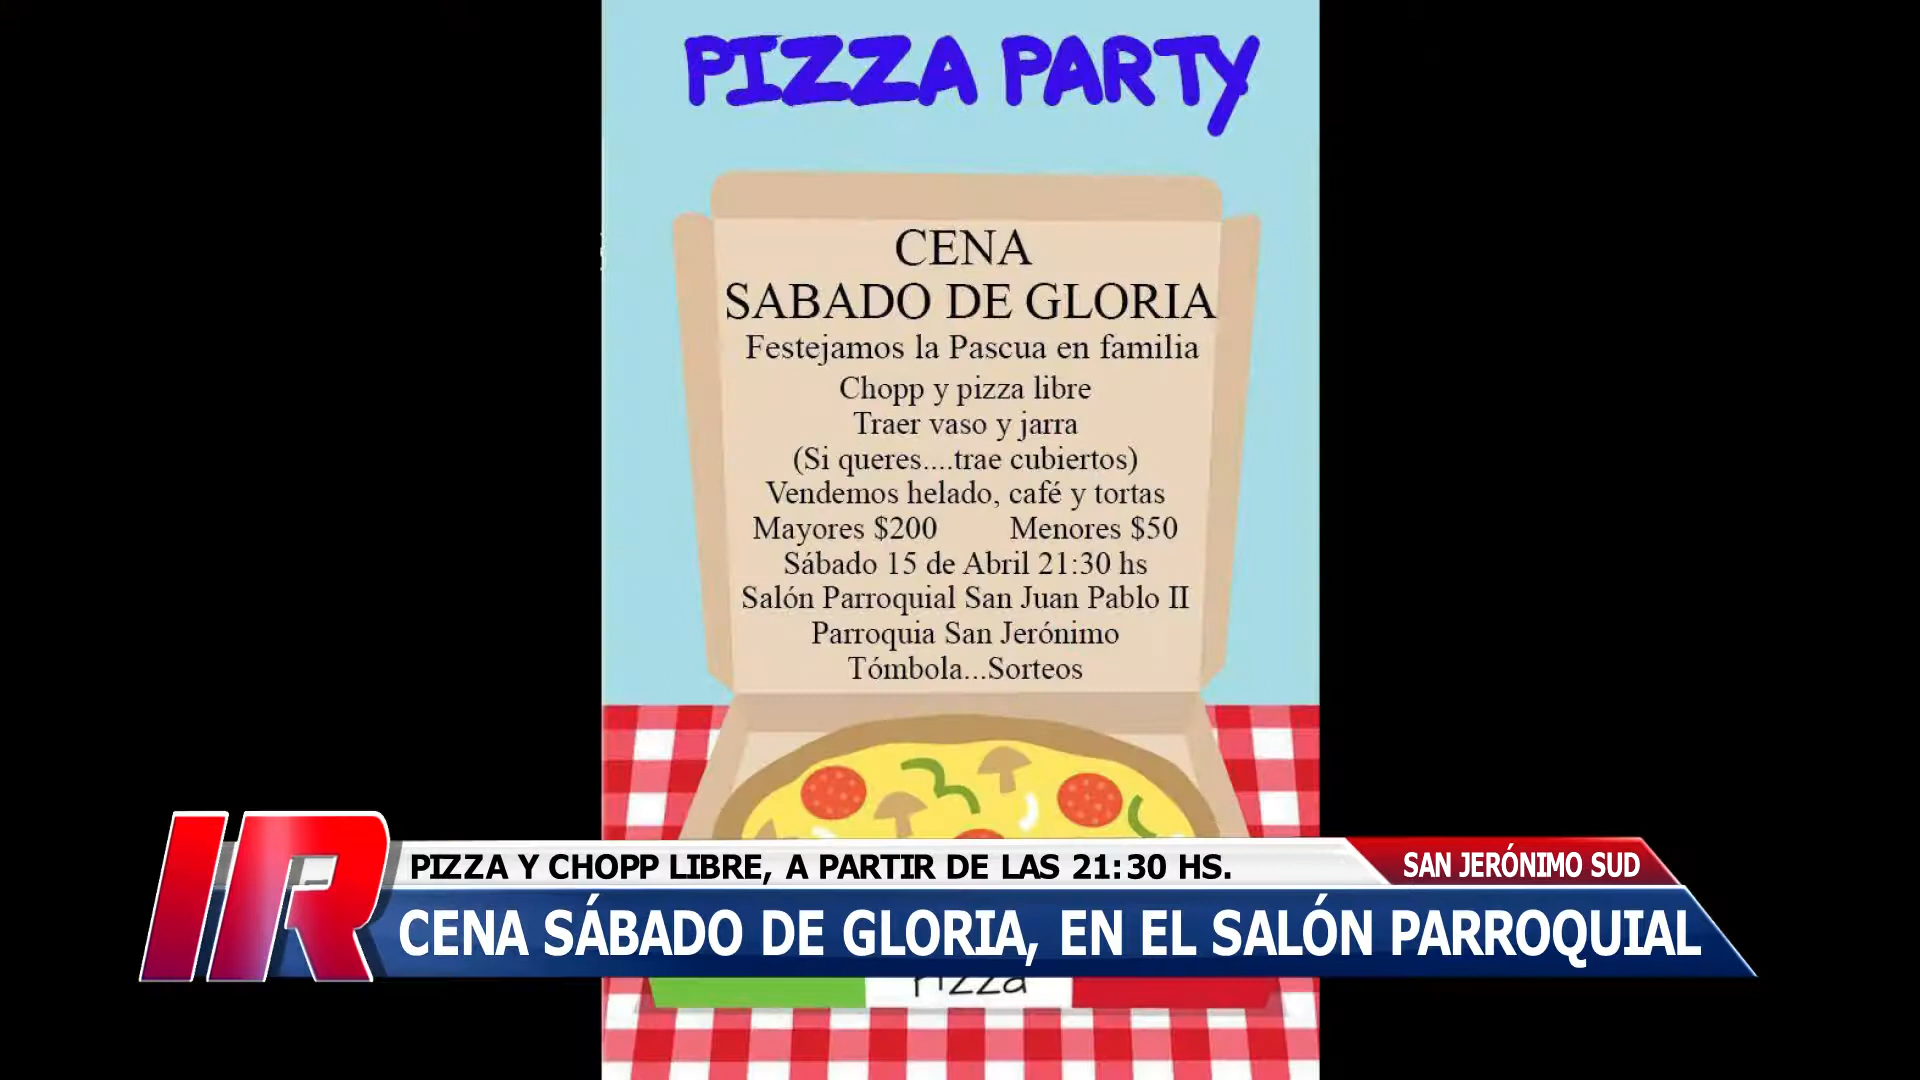 PIZZA PARTY
CENA
SABADO DE GLORIA
Festejamos la Pascua en familia
Chopp y pizza libre
Traer vaso y jarra
(Si queres....trae cubiertos)
Vendemos helado, café y tortas
Mayores $200 Menores $50
Sábado 15 de Abril 21:30 hs
Salón Parroquial San Juan Pablo II
Parroquia San Jerónimo
Tómbola...Sorteos
IR
PIZZA Y CHOPP LIBRE, A PARTIR DE LAS 21:30 HS.
SAN JERÓNIMO SUD
CENA SÁBADO DE GLORIA, EN EL SALÓN PARROQUIAL
Pizza